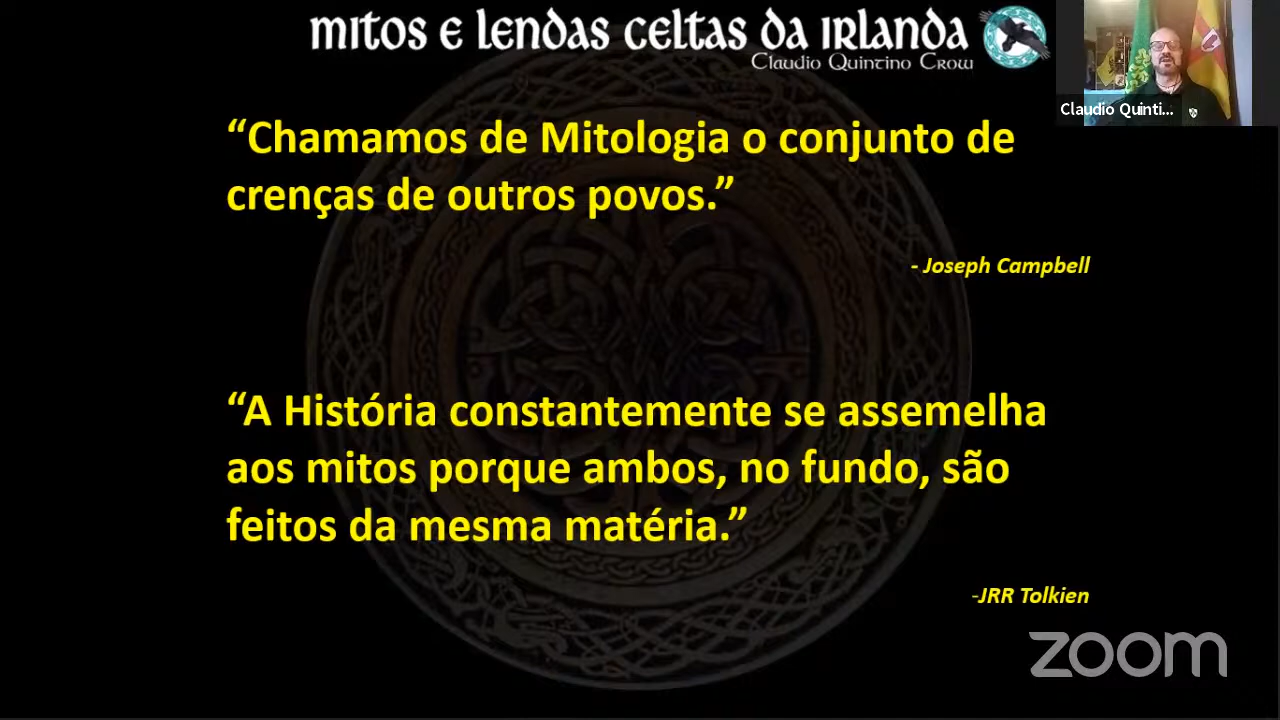 mitos e lendas celtas da irlanda
Claudio Quintino Crow
Claudio Quinti...
“Chamamos de Mitologia o conjunto de
crenças de outros povos.”
- Joseph Campbell
“A História constantemente se assemelha
aos mitos porque ambos, no fundo, são
feitos da mesma matéria.”
-JRR Tolkien
zoom